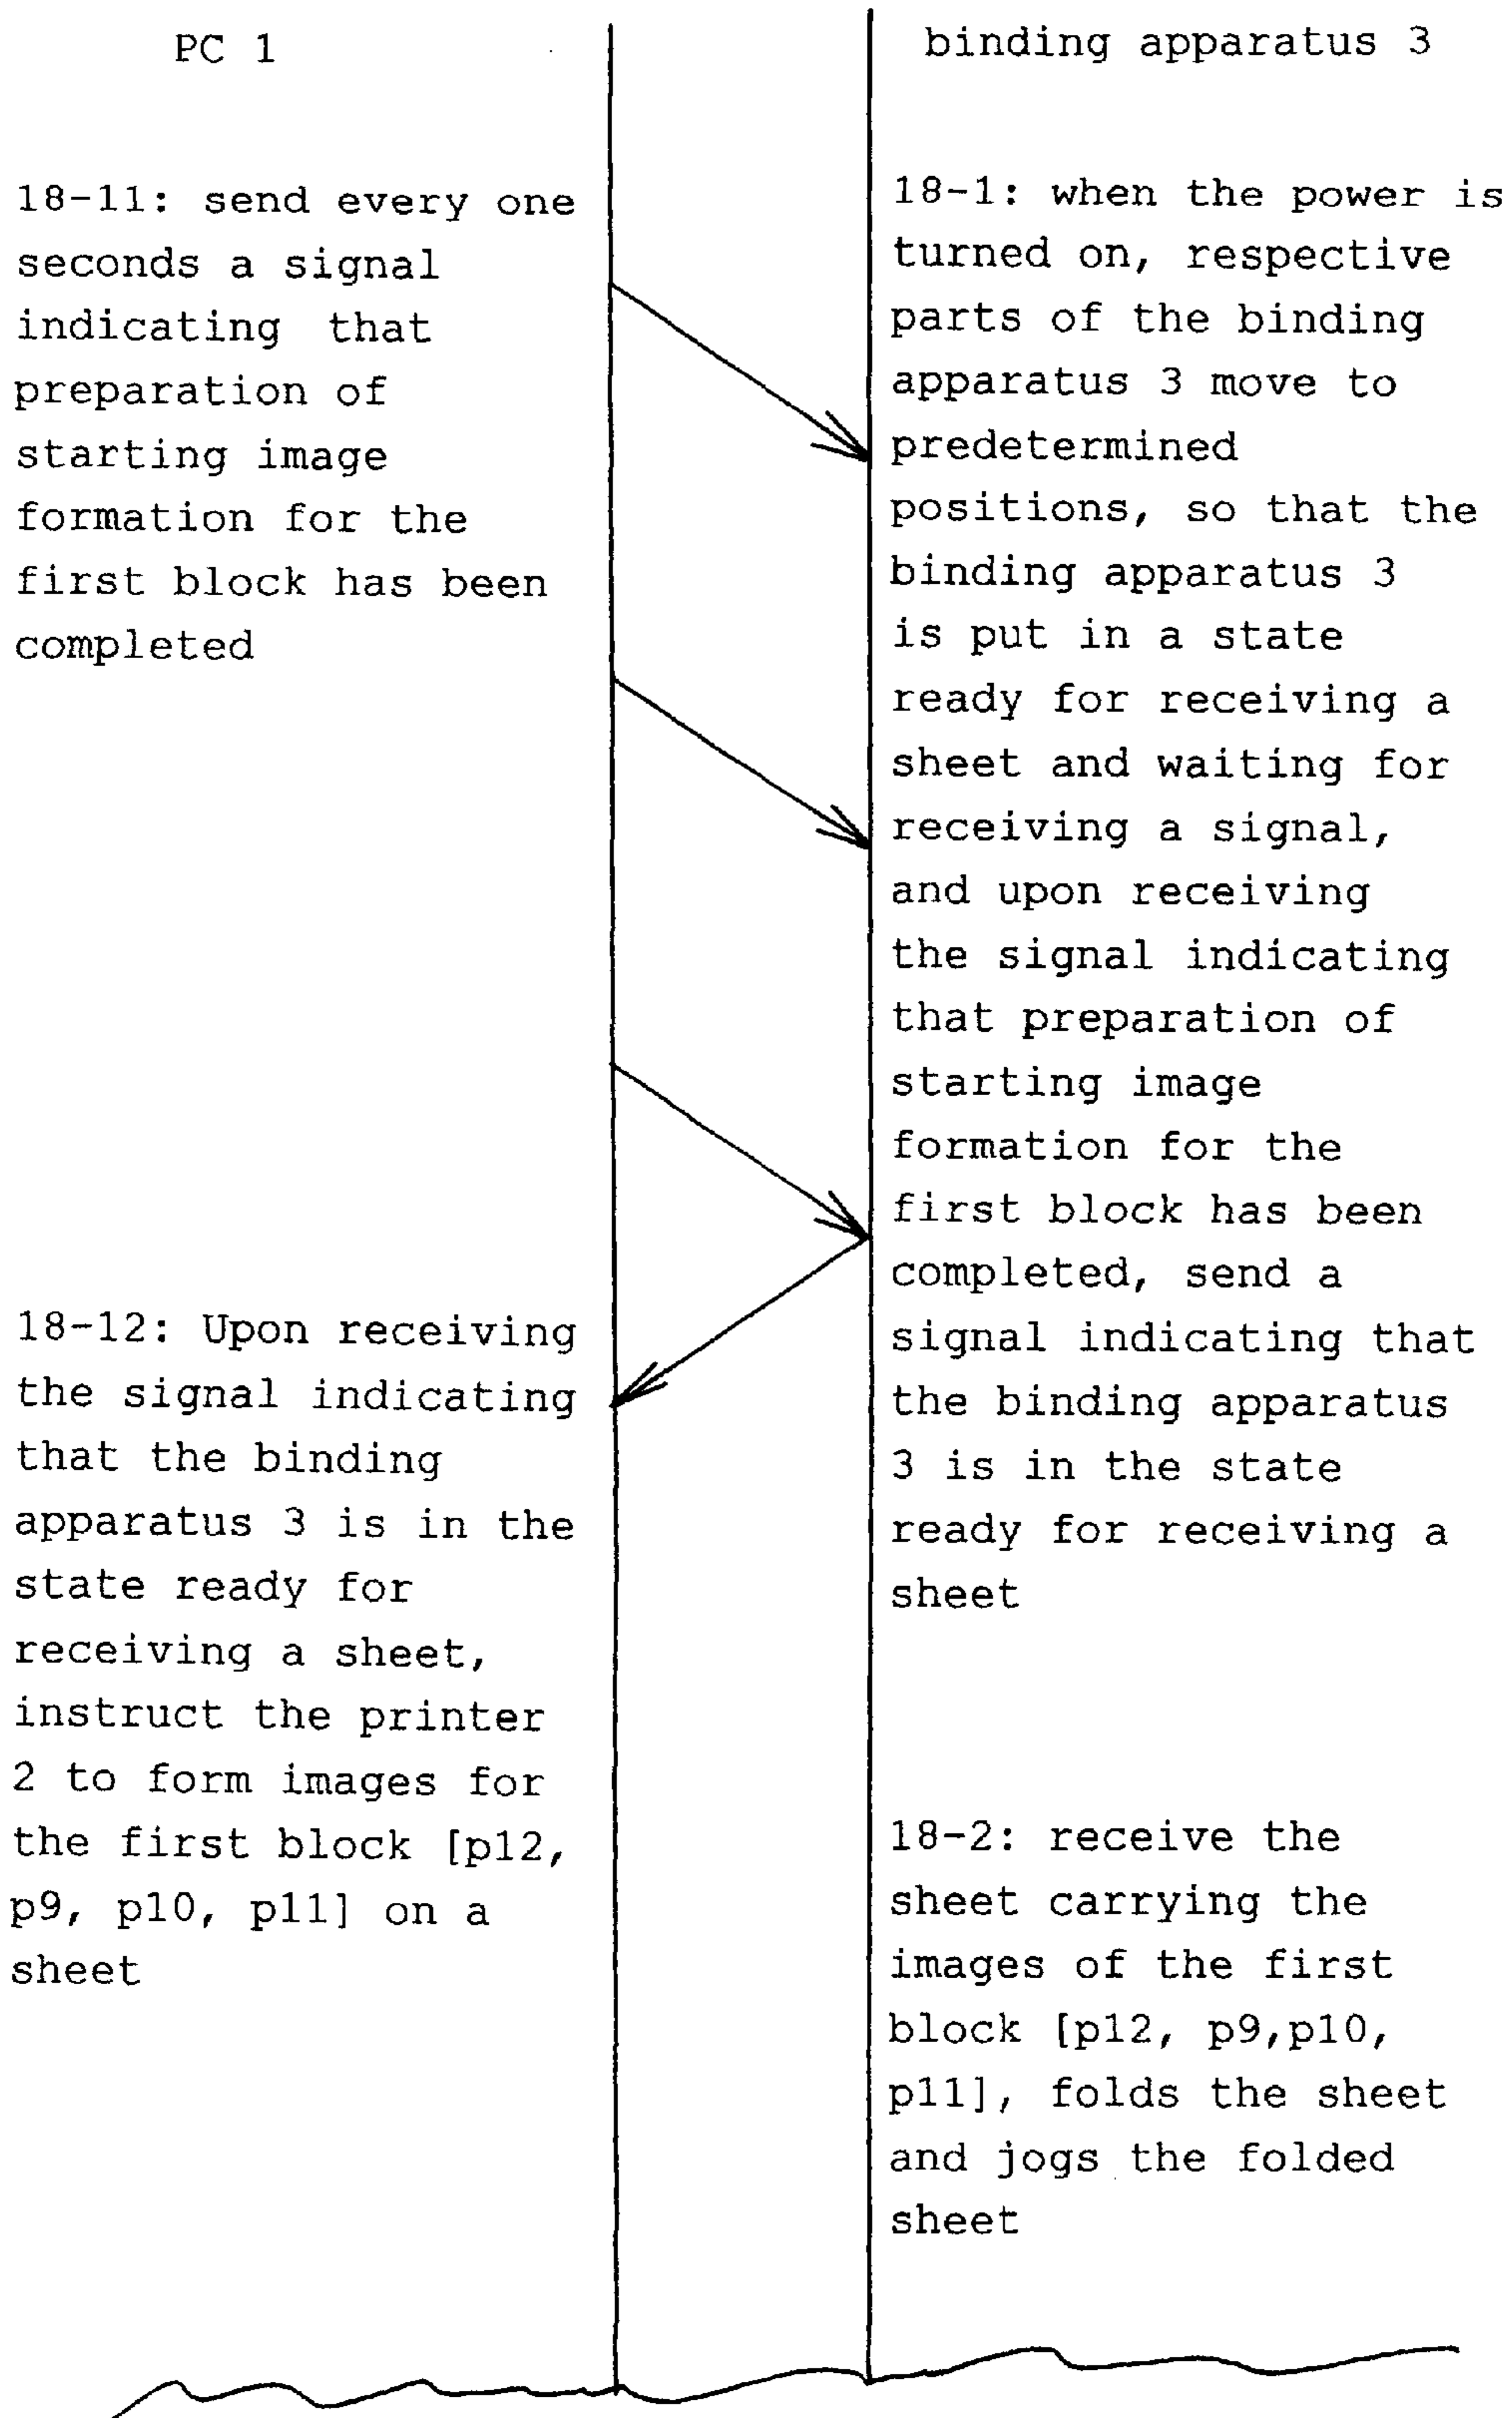 PC 1
binding apparatus 3
18-11: send every one
seconds a signal
indicating that
preparation of
starting image
formation for the
first block has been
completed
18-12: Upon receiving
the signal indicating
that the binding
apparatus 3 is in the
state ready for
receiving a sheet,
instruct the printer
2 to form images for
the first block [p12,
p9, p10, p11] on a
sheet
18-1: when the power is
turned on, respective
parts of the binding
apparatus 3 move to
predetermined
positions, so that the
binding apparatus 3
is put in a state
ready for receiving a
sheet and waiting for
receiving a signal,
and upon receiving
the signal indicating
that preparation of
starting image
formation for the
first block has been
completed, send a
signal indicating that
the binding apparatus
3 is in the state
ready for receiving a
sheet
18-2: receive the
sheet carrying the
images of the first
block [p12, p9,p10,
p11], folds the sheet
and jogs the folded
sheet